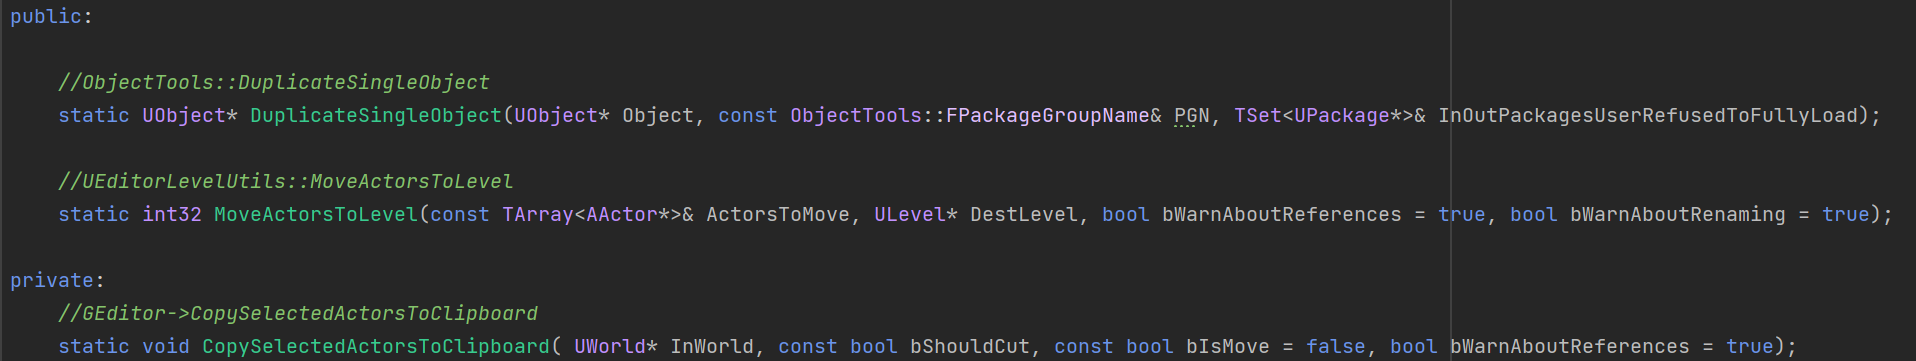 public:
//ObjectTools::DuplicateSingleObject
static UObject* DuplicateSingleObject(UObject* Object, const ObjectTools::FPackageGroupName& PGN, TSet<UPackage*>& InOutPackagesUserRefusedToFullyLoad);
//UEditorLevelUtils::MoveActorsToLevel
static int32 MoveActorsToLevel(const TArray<AActor*>& ActorsToMove, ULevel* DestLevel, bool bWarnAboutReferences = true, bool bWarnAboutRenaming = true);
private:
//GEditor->CopySelectedActorsToClipboard
static void CopySelectedActorsToClipboard( UWorld* InWorld, const bool bShouldCut, const bool bIsMove = false, bool bWarnAboutReferences = true);